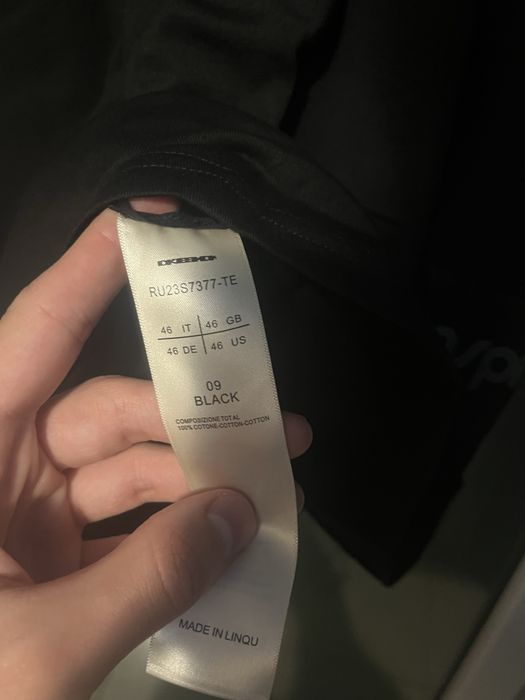 RU23S7377-TE
46 IT 46 GB
46 DE 46 US
09
BLACK
COMPOSIZIONE TOTAL
100% COTONE-COTTON-COTTON
MADE IN LINQU